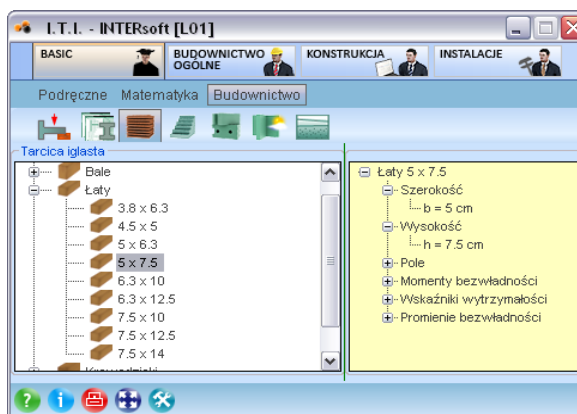 I.T.I. - INTERsoft [L01]
BASIC
BUDOWNICTWO
OGÓLNE
KONSTRUKCJA
INSTALACJE
Podręczne Matematyka Budownictwo
Tarcica iglasta
Bale
Łaty
3.8 x 6.3
4.5 x 5
5 x 6.3
5 x 7.5
6.3 x 10
6.3 x 12.5
7.5 x 10
7.5 x 12.5
7.5 x 14
Łaty 5 x 7.5
Szerokość
b = 5 cm
Wysokość
h = 7.5 cm
Pole
Momenty bezwładności
Wskaźniki wytrzymałości
Promienie bezwładności